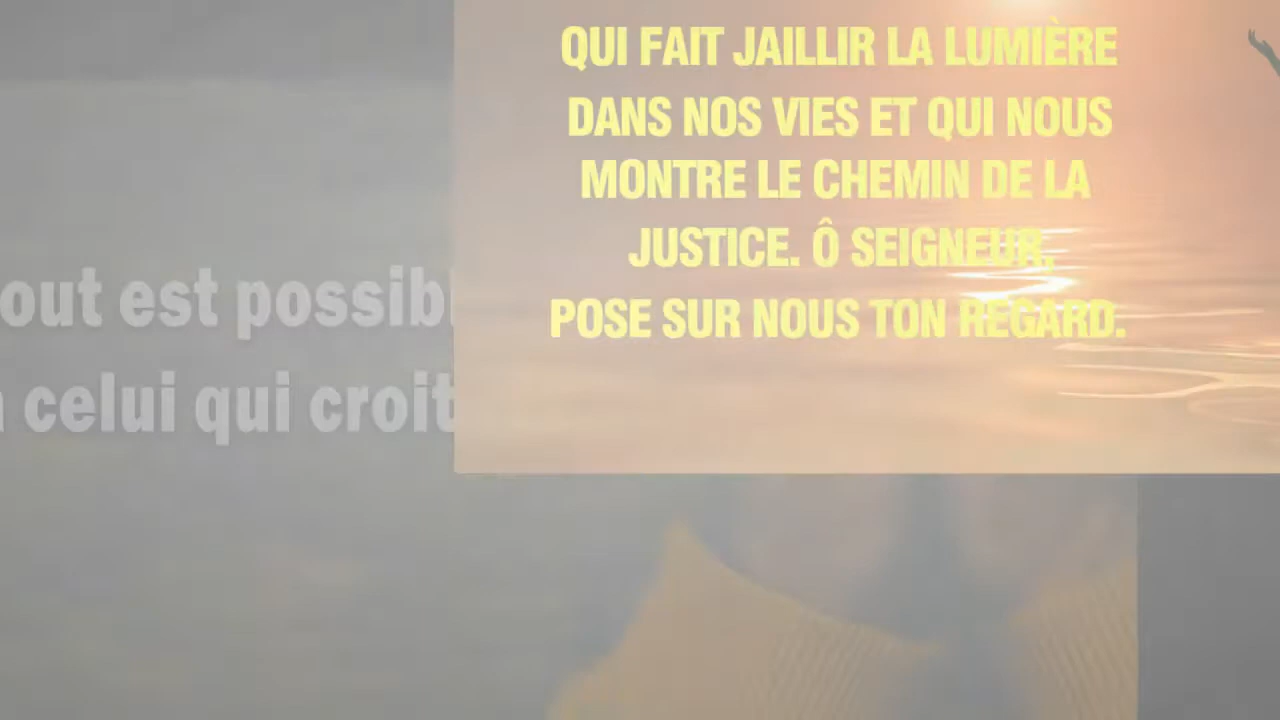 QUI FAIT JAILLIR LA LUMIÈRE
DANS NOS VIES ET QUI NOUS
MONTRE LE CHEMIN DE LA
JUSTICE. Ô SEIGNEUR,
POSE SUR NOUS TON REGARD.
out est possib
celui qui croit